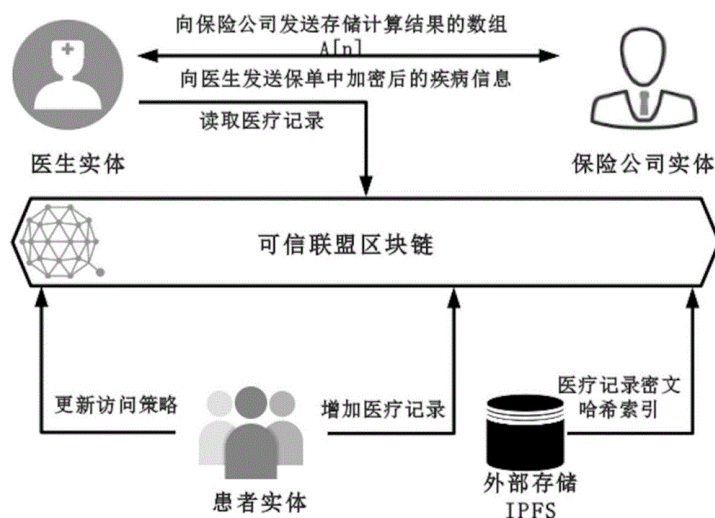 向保险公司发送存储计算结果的数组
A[n]
向医生发送保单中加密后的疾病信息
读取医疗记录
医生实体
保险公司实体
可信联盟区块链
更新访问策略
增加医疗记录
医疗记录密文
哈希索引
患者实体
外部存储
IPFS